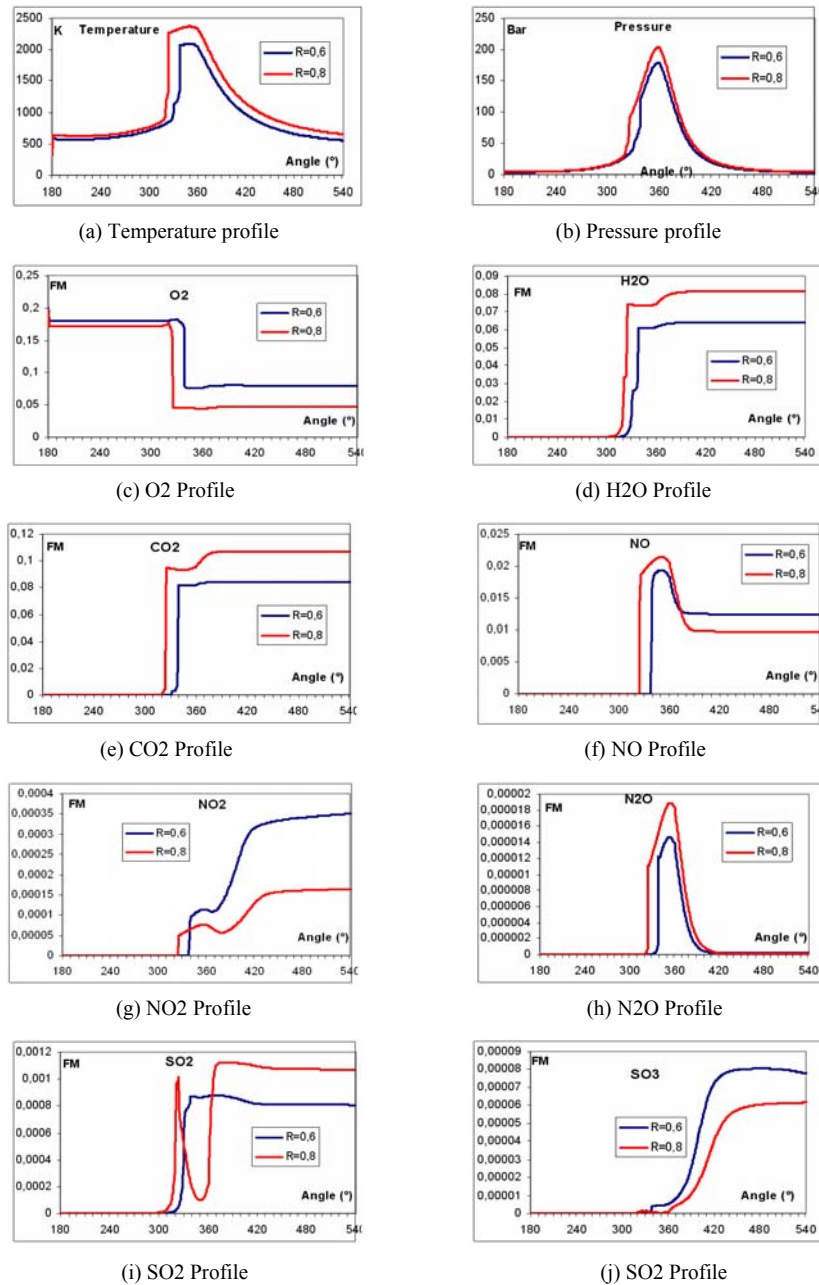 K Temperature
2500
2000
1500
1000
500
0
R=0,6
R=0,8
Angle (º)
180 240 300 360 420 480 540
(a) Temperature profile
Bar Pressure
250
200
150
100
50
0
R=0,6
R=0,8
Angle (º)
180 240 300 360 420 480 540
(b) Pressure profile
FM O2
0,25
0,2
0,15
0,1
0,05
0
R=0,6
R=0,8
Angle (º)
180 240 300 360 420 480 540
(c) O2 Profile
FM H2O
0,09
0,08
0,07
0,06
0,05
0,04
0,03
0,02
0,01
0
R=0,6
R=0,8
Angle (º)
180 240 300 360 420 480 540
(d) H2O Profile
FM CO2
0,12
0,1
0,08
0,06
0,04
0,02
0
R=0,6
R=0,8
Angle (º)
180 240 300 360 420 480 540
(e) CO2 Profile
FM NO
0,025
0,02
0,015
0,01
0,005
0
R=0,6
R=0,8
Angle (º)
180 240 300 360 420 480 540
(f) NO Profile
FM NO2
0,0004
0,00035
0,0003
0,00025
0,0002
0,00015
0,0001
0,00005
0
R=0,6
R=0,8
Angle (º)
180 240 300 360 420 480 540
(g) NO2 Profile
FM N2O
0,00002
0,000018
0,000016
0,000014
0,000012
0,00001
0,000008
0,000006
0,000004
0,000002
0
R=0,6
R=0,8
Angle (º)
180 240 300 360 420 480 540
(h) N2O Profile
FM SO2
0,0012
0,001
0,0008
0,0006
0,0004
0,0002
0
R=0,6
R=0,8
Angle (º)
180 240 300 360 420 480 540
(i) SO2 Profile
FM SO3
0,00009
0,00008
0,00007
0,00006
0,00005
0,00004
0,00003
0,00002
0,00001
0
R=0,6
R=0,8
Angle (º)
180 240 300 360 420 480 540
(j) SO2 Profile